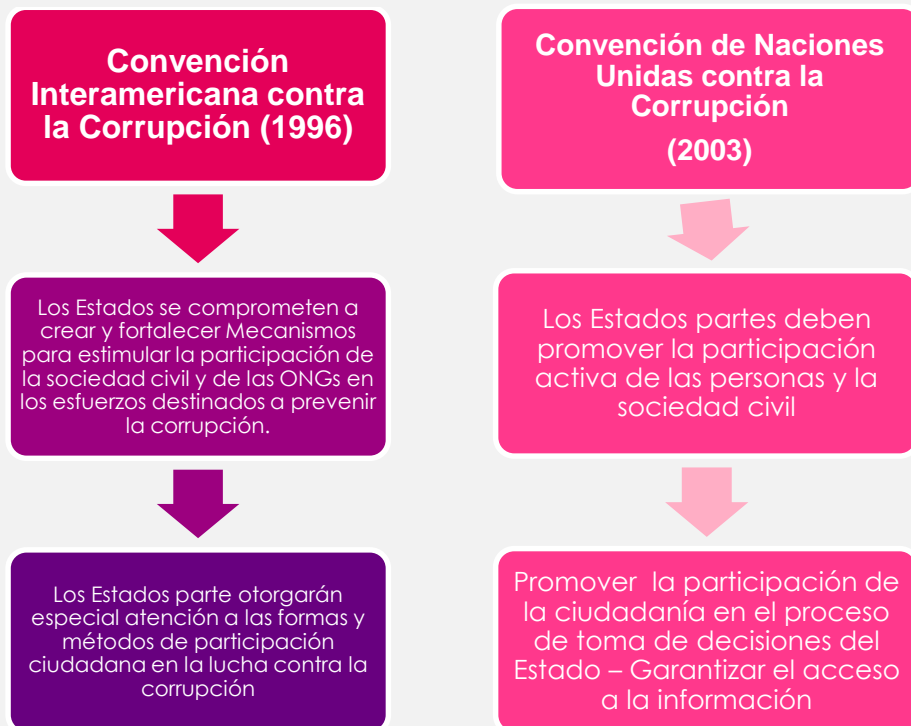 Convención
Interamericana contra
la Corrupción (1996)
Los Estados se comprometen a
crear y fortalecer Mecanismos
para estimular la participación de
la sociedad civil y de las ONGs en
los esfuerzos destinados a prevenir
la corrupción.
Los Estados parte otorgarán
especial atención a las formas y
métodos de participación
ciudadana en la lucha contra la
corrupción
Convención de Naciones
Unidas contra la
Corrupción
(2003)
Los Estados partes deben
promover la participación
activa de las personas y la
sociedad civil
Promover la participación de
la ciudadanía en el proceso
de toma de decisiones del
Estado – Garantizar el acceso
a la información